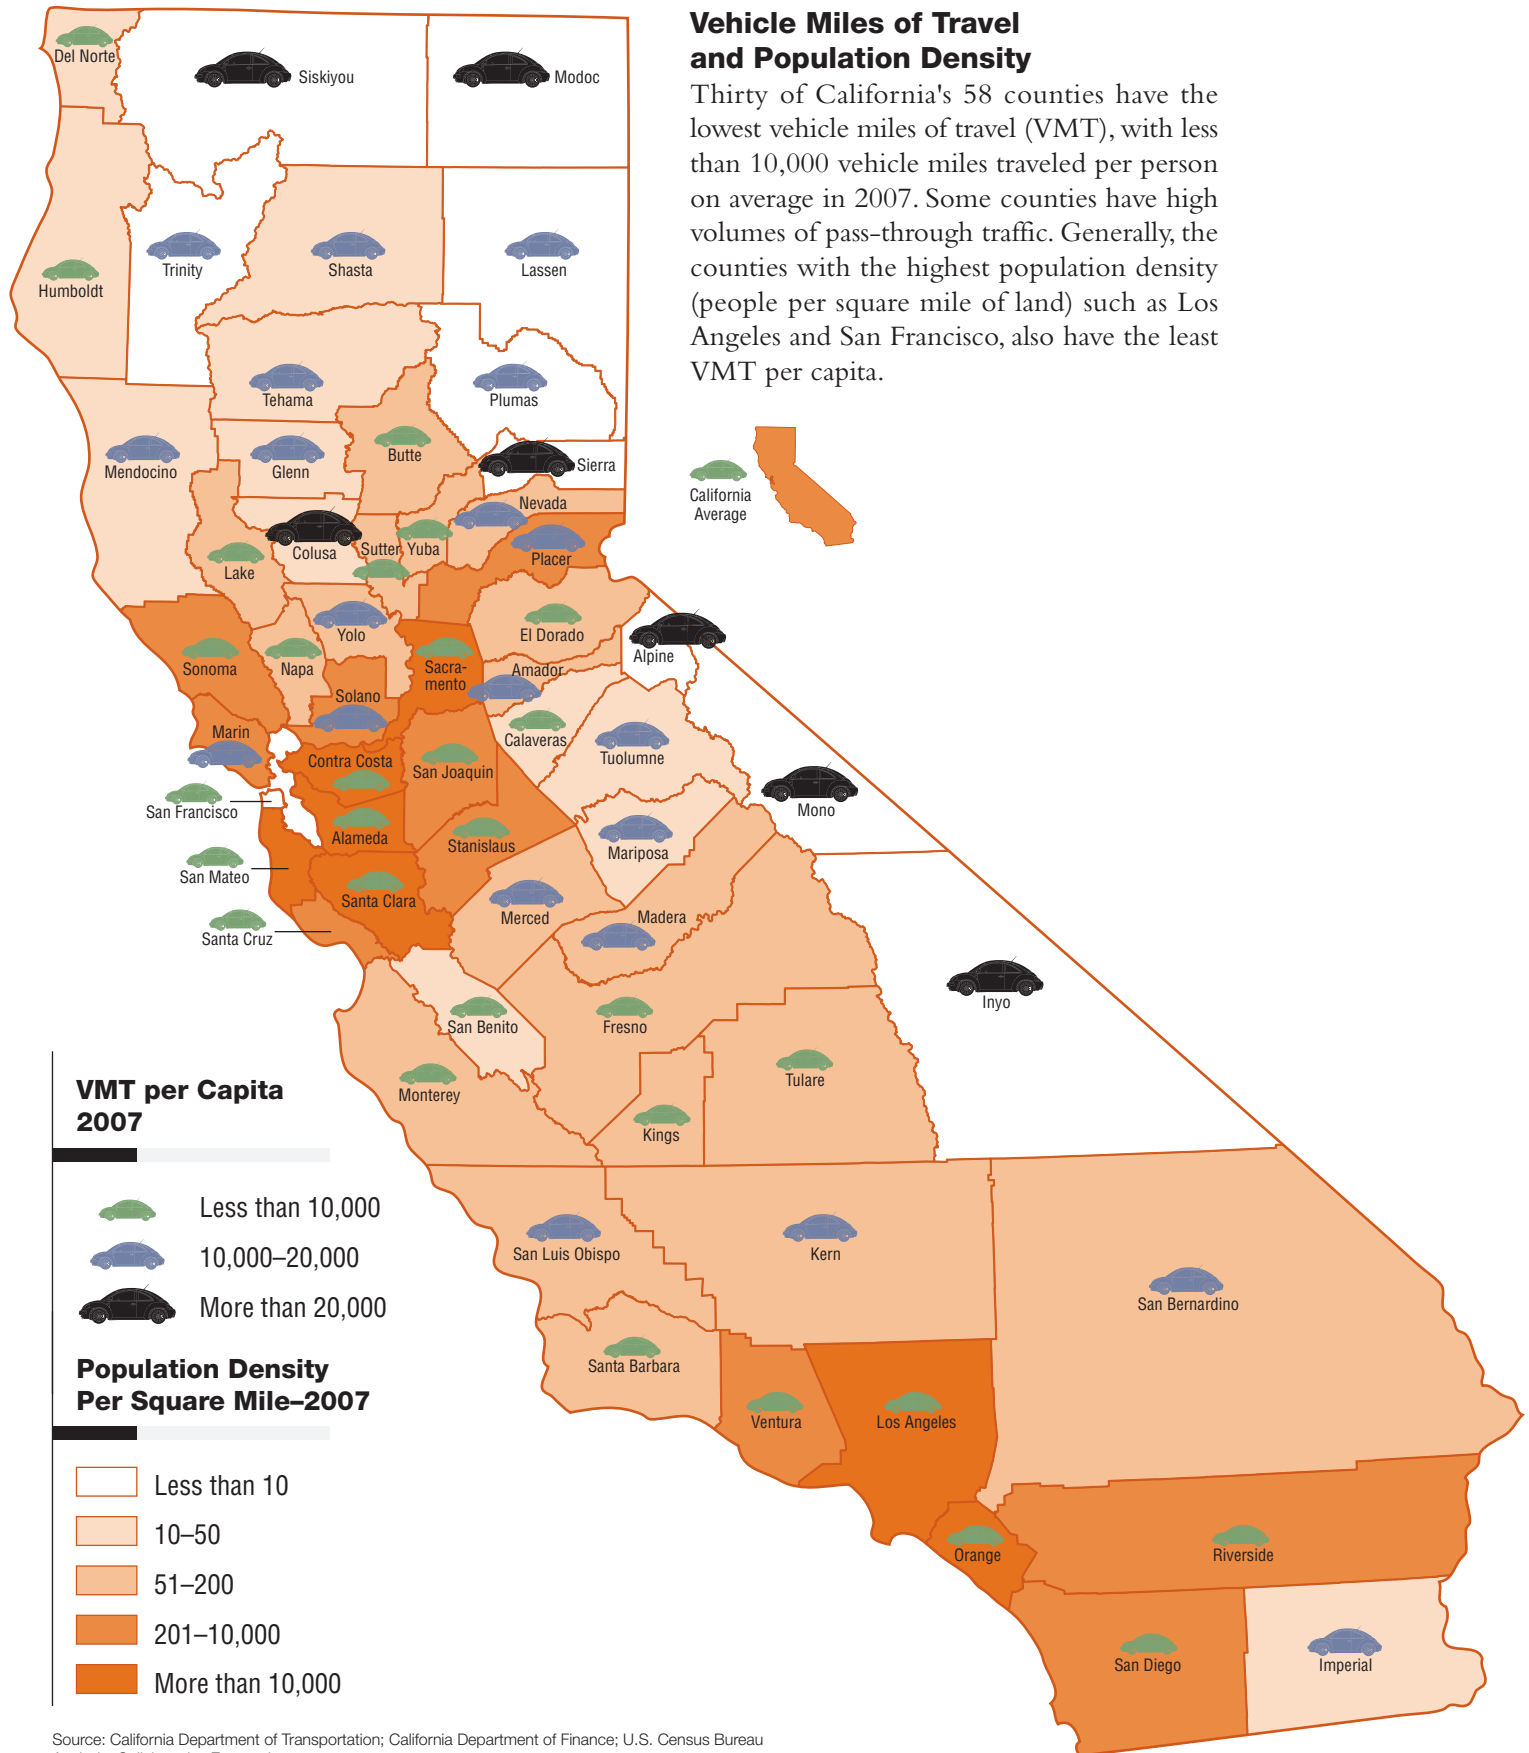 Vehicle Miles of Travel
and Population Density
Thirty of California's 58 counties have the
lowest vehicle miles of travel (VMT), with less
than 10,000 vehicle miles traveled per person
on average in 2007. Some counties have high
volumes of pass-through traffic. Generally, the
counties with the highest population density
(people per square mile of land) such as Los
Angeles and San Francisco, also have the least
VMT per capita.
Del Norte
Siskiyou
Modoc
Humboldt
Trinity
Shasta
Lassen
Tehama
Plumas
Mendocino
Glenn
Butte
Sierra
California
Average
Nevada
Colusa
Sutter
Yuba
Placer
Lake
Yolo
El Dorado
Sonoma
Napa
Sacra-
mento
Amador
Alpine
Solano
Marin
Calaveras
Tuolumne
Contra Costa
San Joaquin
San Francisco
Alameda
Stanislaus
Mariposa
Mono
San Mateo
Santa Clara
Merced
Madera
Santa Cruz
Inyo
San Benito
Fresno
Monterey
Tulare
Kings
San Luis Obispo
Kern
San Bernardino
Santa Barbara
Ventura
Los Angeles
Orange
Riverside
San Diego
Imperial
VMT per Capita
2007
Less than 10,000
10,000–20,000
More than 20,000
Population Density
Per Square Mile–2007
Less than 10
10–50
51–200
201–10,000
More than 10,000
Source: California Department of Transportation; California Department of Finance; U.S. Census Bureau